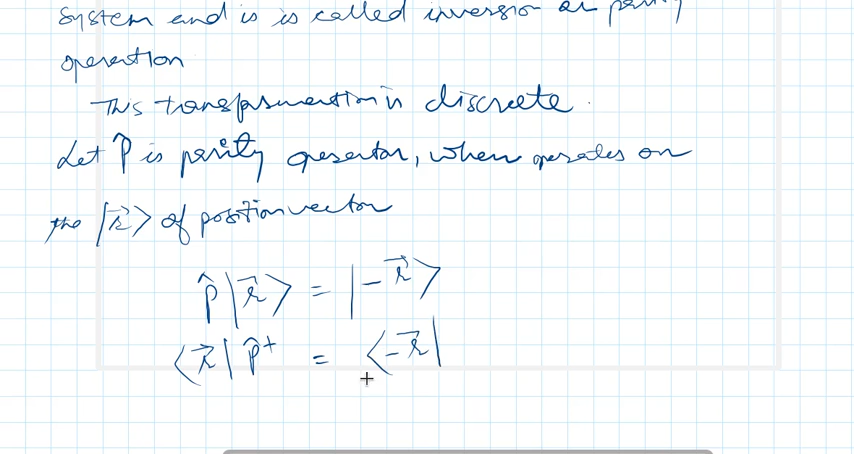 system and is is called inversion or parity
operation
This transformation is discrete.
Let P̂ is parity operator, when operates on
the |r⃗⟩ of position vector
p̂ |r⃗⟩ = |-r⃗⟩
⟨r⃗| p̂⁺ = ⟨-r⃗|